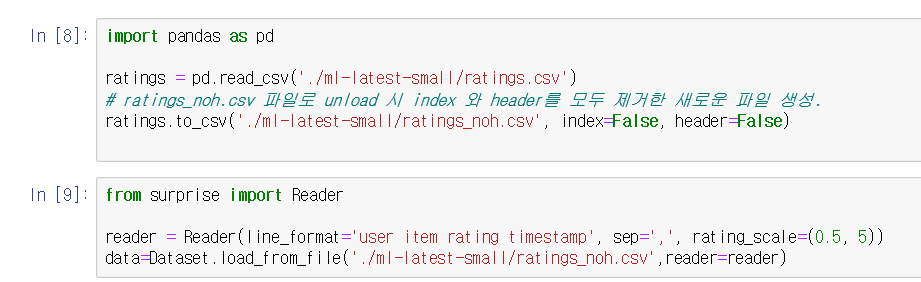 In [8]: import pandas as pd
ratings = pd.read_csv('./ml-latest-small/ratings.csv')
# ratings_noh.csv 파일로 unload 시 index 와 header를 모두 제거한 새로운 파일 생성.
ratings.to_csv('./ml-latest-small/ratings_noh.csv', index=False, header=False)
In [9]: from surprise import Reader
reader = Reader(line_format='user item rating timestamp', sep=',', rating_scale=(0.5, 5))
data=Dataset.load_from_file('./ml-latest-small/ratings_noh.csv',reader=reader)